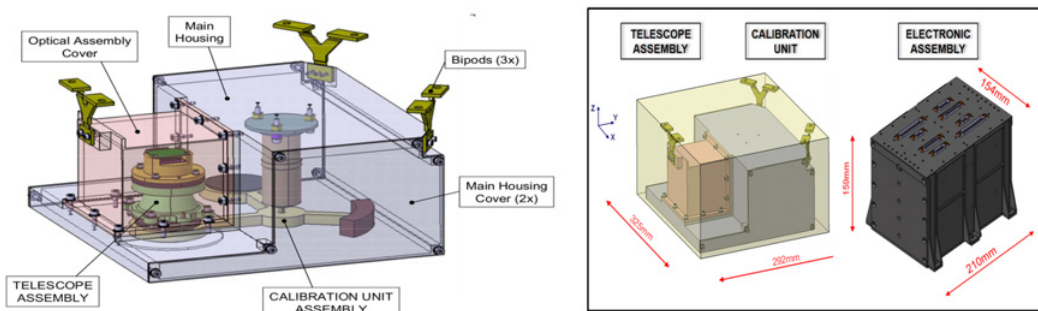 Main
Housing
Optical Assembly
Cover
Bipods (3x)
Main Housing
Cover (2x)
TELESCOPE
ASSEMBLY
CALIBRATION UNIT
ASSEMBLY
TELESCOPE
ASSEMBLY
CALIBRATION
UNIT
ELECTRONIC
ASSEMBLY
154mm
Z
Y
X
159mm
325mm
292mm
210mm